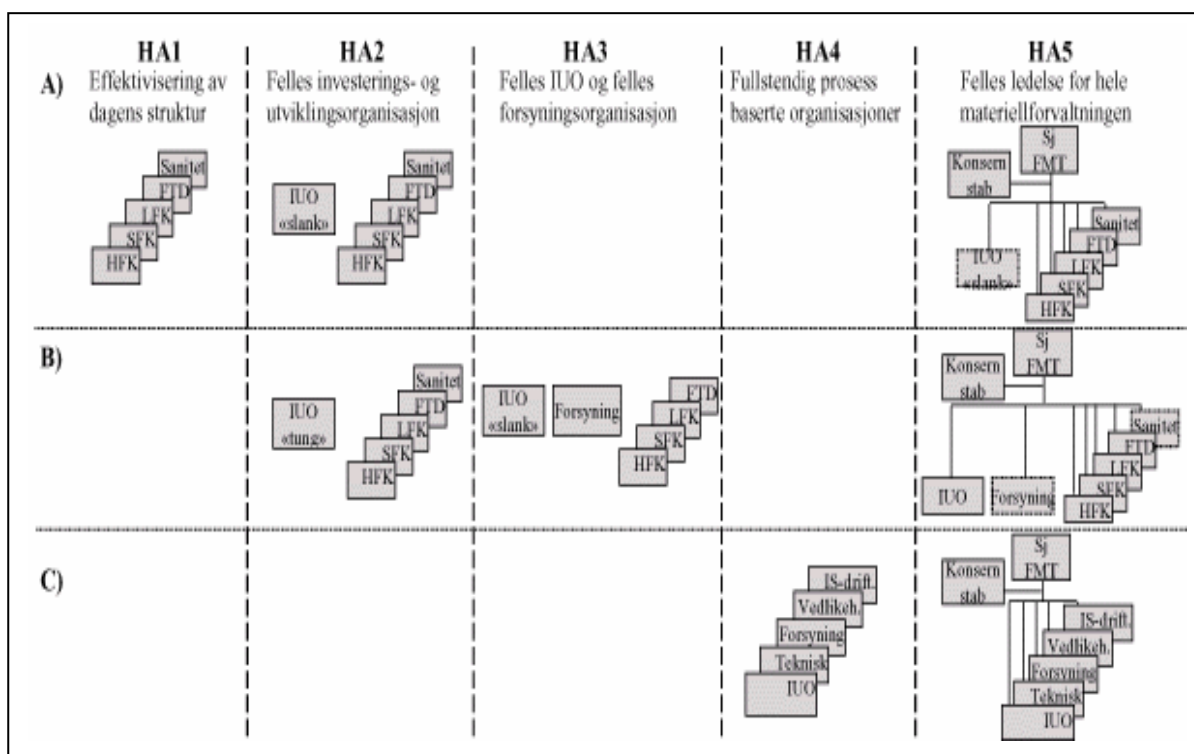 HA1
Effektivisering av
dagens struktur
HA2
Felles investerings- og
utviklingsorganisasjon
HA3
Felles IUO og felles
forsyningsorganisasjon
HA4
Fullstendig prosess
baserte organisasjoner
HA5
Felles ledelse for hele
materiellforvaltningen
A)
Sanitet
FTD
LFK
SFK
HFK
IUO
«slank»
Sanitet
FTD
LFK
SFK
HFK
Sj
FMT
Konsern
stab
IUO
«slank»
Sanitet
FTD
LFK
SFK
HFK
B)
IUO
«tung»
Sanitet
FTD
LFK
SFK
HFK
IUO
«slank»
Forsyning
FTD
LFK
SFK
HFK
Sj
FMT
Konsern
stab
IUO
Forsyning
Sanitet
FTD
LFK
SFK
HFK
C)
IS-drift.
Vedlikeh.
Forsyning
Teknisk
IUO
Sj
FMT
Konsern
stab
IS-drift.
Vedlikeh.
Forsyning
Teknisk
IUO